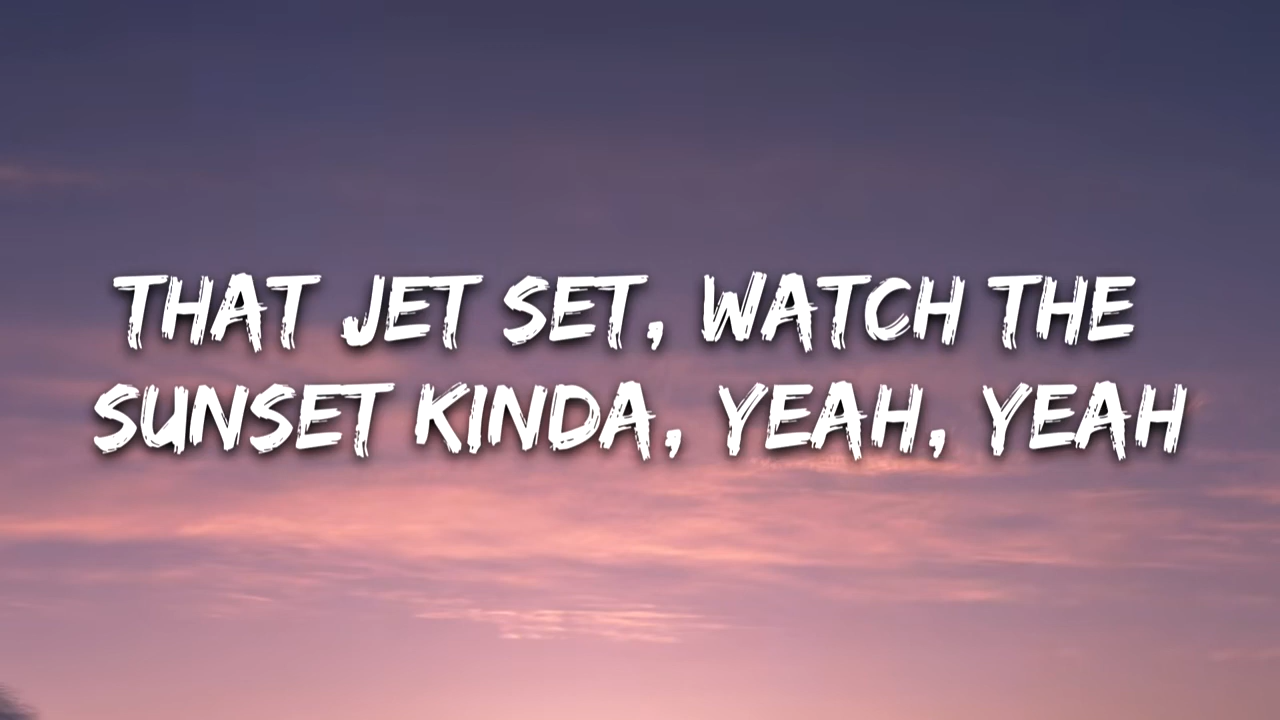 THAT JET SET, WATCH THE
SUNSET KINDA, YEAH, YEAH